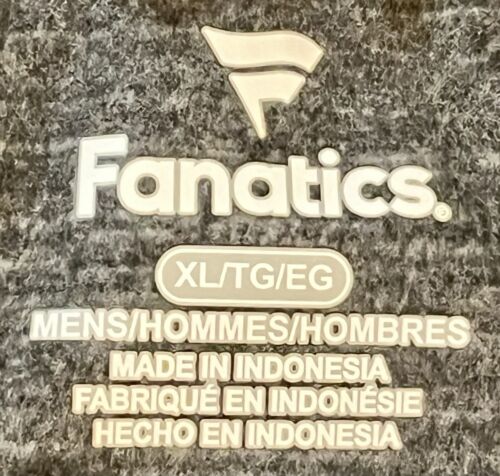 Fanatics.
XL/TG/EG
MENS/HOMMES/HOMBRES
MADE IN INDONESIA
FABRIQUÉ EN INDONÉSIE
HECHO EN INDONESIA